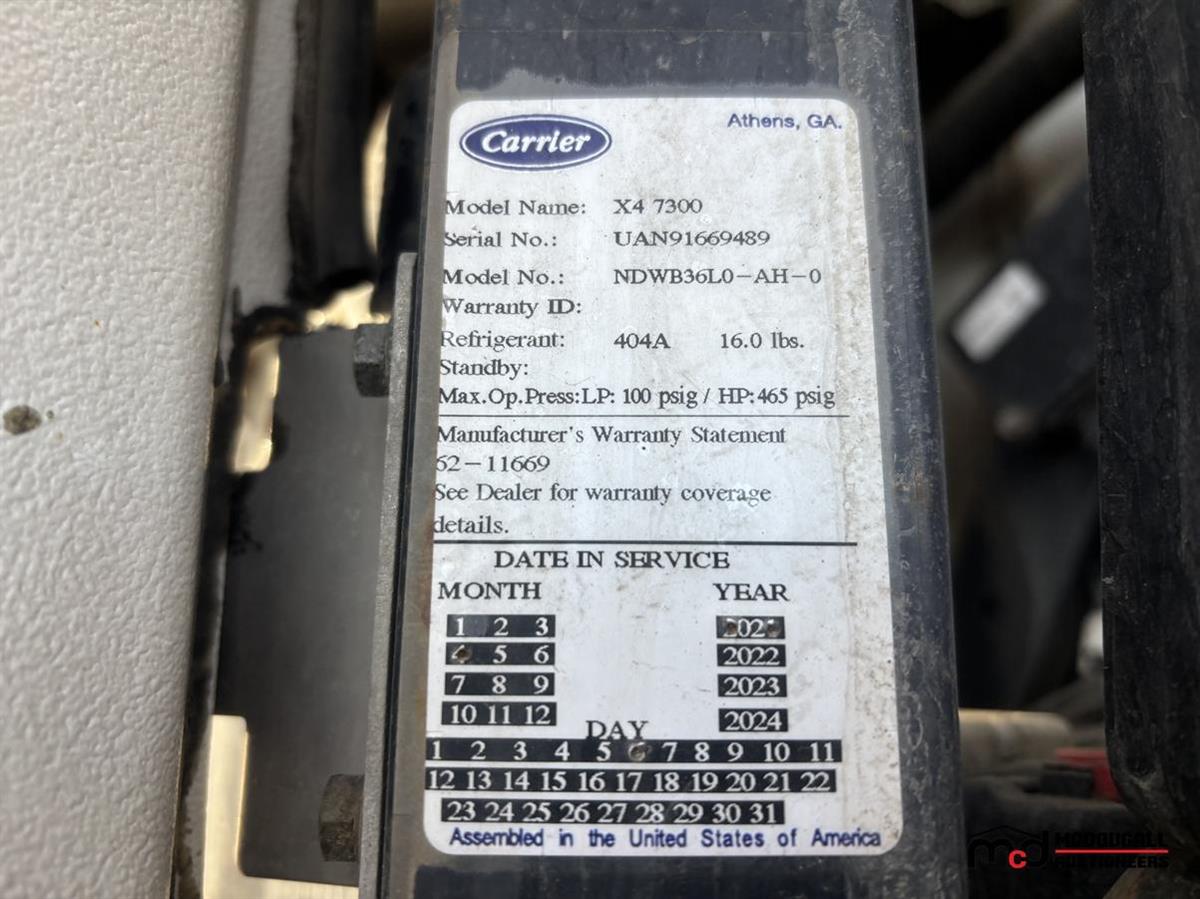 Carrier
Athens, GA.
Model Name: X4 7300
Serial No.: UAN91669489
Model No.: NDWB36L0-AH-0
Warranty ID:
Refrigerant: 404A 16.0 lbs.
Standby:
Max.Op.Press:LP: 100 psig / HP:465 psig
Manufacturer's Warranty Statement
62-11669
See Dealer for warranty coverage
details.
DATE IN SERVICE
MONTH YEAR
1 2 3
4 5 6 2022
7 8 9 2023
10 11 12 2024
DAY
1 2 3 4 5 6 7 8 9 10 11
12 13 14 15 16 17 18 19 20 21 22
23 24 25 26 27 28 29 30 31
Assembled in the United States of America
mcd MCDOUGALL
AUCTIONEERS